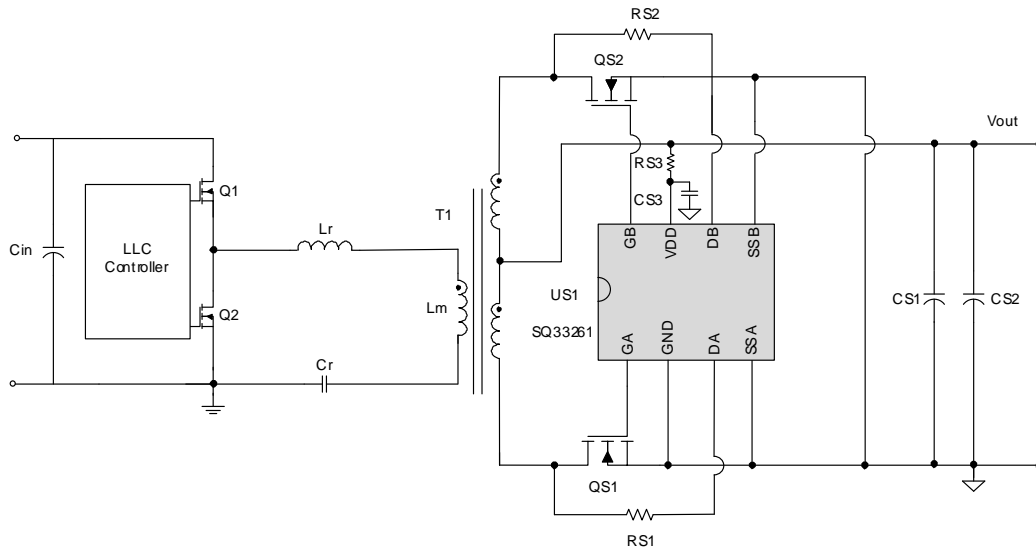 RS2
QS2
Vout
RS3
CS3
Q1
T1
Lr
GB
VDD
DB
SSB
Cin
LLC
Controller
US1
CS1
CS2
Lm
Q2
SQ33261
GA
GND
DA
SSA
Cr
QS1
RS1